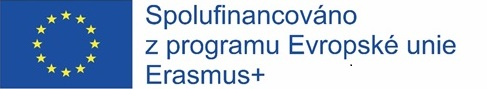 Spolufinancováno
z programu Evropské unie
Erasmus+